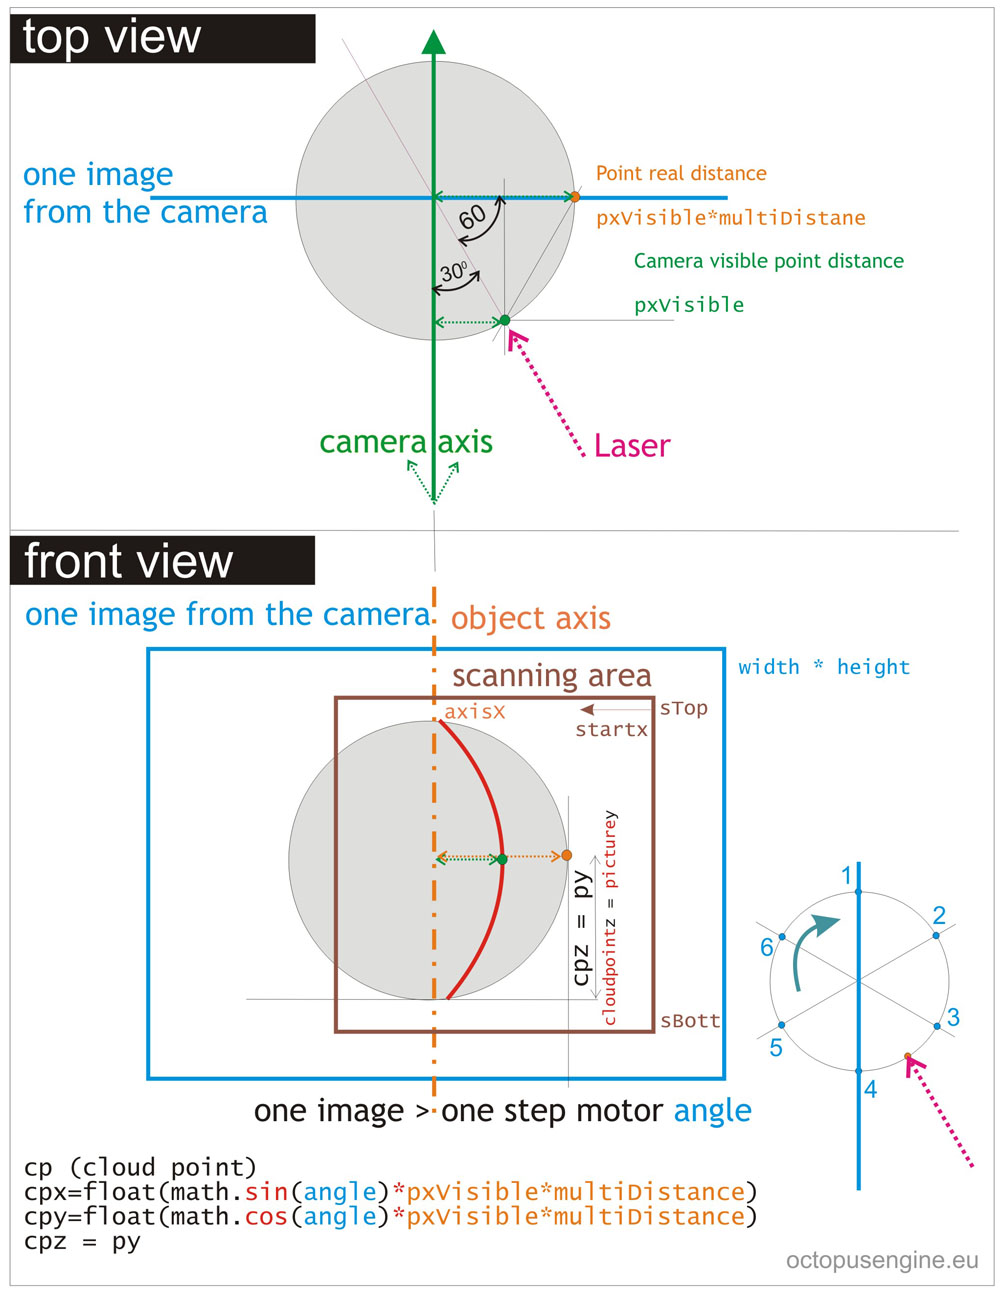 top view
one image
from the camera
Point real distance
pxVisible*multiDistane
Camera visible point distance
pxVisible
60
30⁰
camera axis
Laser
front view
one image from the camera
object axis
width * height
scanning area
axisX
sTop
startx
cpz = py
cloudpointz = picturey
sBott
1
2
3
4
5
6
one image > one step motor angle
cp (cloud point)
cpx=float(math.sin(angle)*pxVisible*multiDistance)
cpy=float(math.cos(angle)*pxVisible*multiDistance)
cpz = py
octopusengine.eu